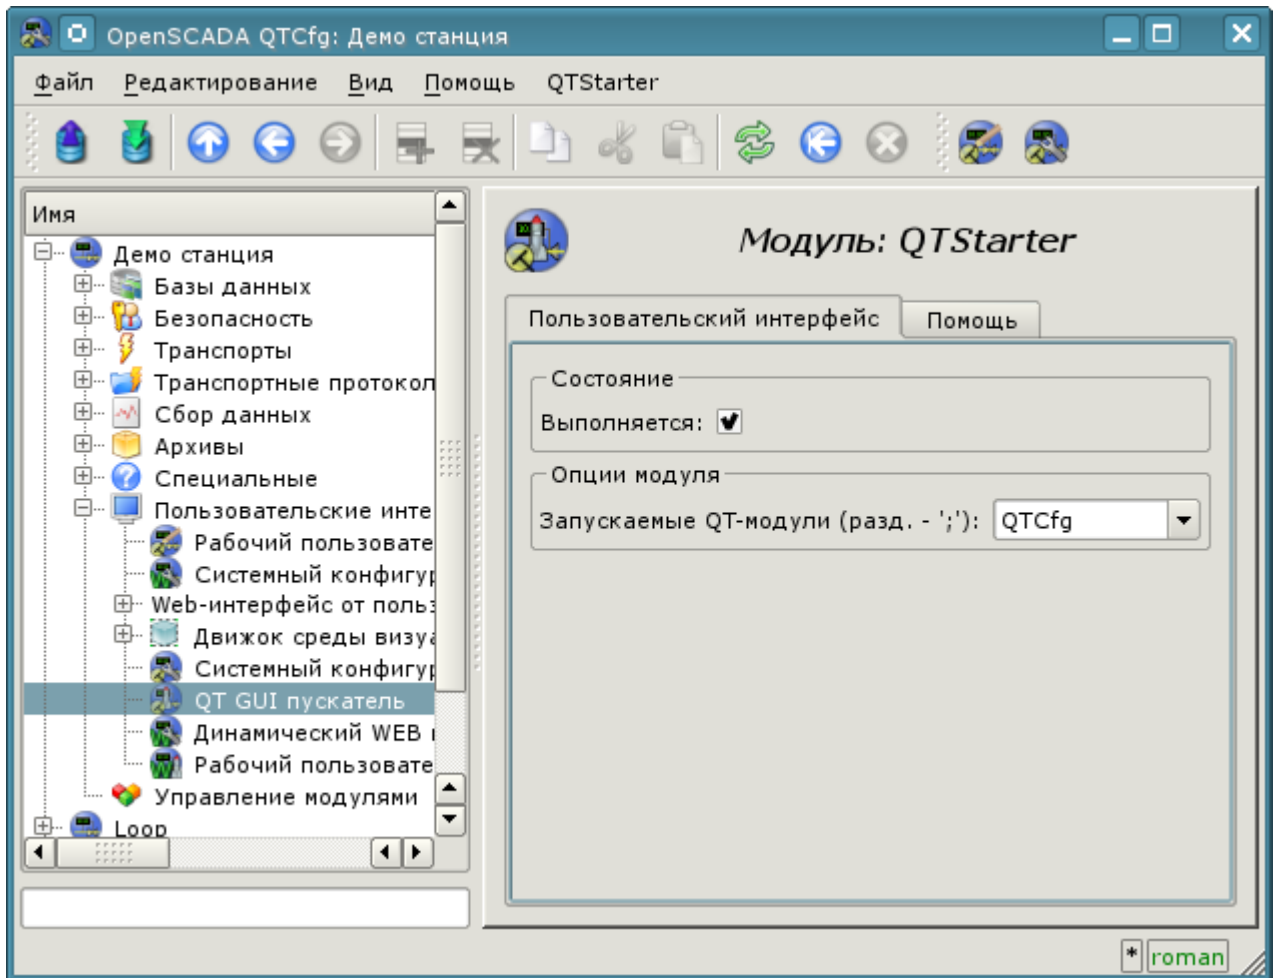 OpenSCADA QTCfg: Демо станция
Файл Редактирование Вид Помощь QTStarter
Имя
Демо станция
Базы данных
Безопасность
Транспорты
Транспортные протокол
Сбор данных
Архивы
Специальные
Пользовательские инте
Рабочий пользовате
Системный конфигур
Web-интерфейс от польз
Движок среды визуа
Системный конфигур
QT GUI пускатель
Динамический WEB
Рабочий пользовате
Управление модулями
Loop
Модуль: QTStarter
Пользовательский интерфейс Помощь
Состояние
Выполняется:
Опции модуля
Запускаемые QT-модули (разд. - ';'): QTCfg
* roman